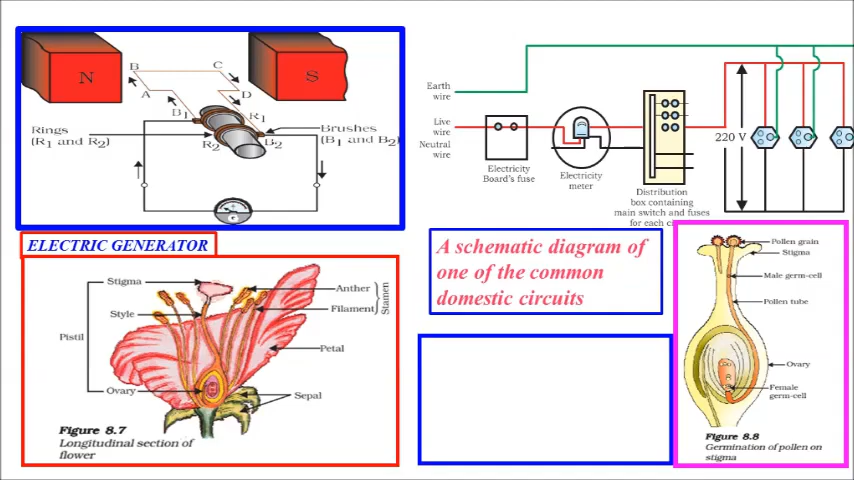 N
S
B
C
A
D
B1
R1
Rings
(R1 and R2)
R2
B2
Brushes
(B1 and B2)
G
ELECTRIC GENERATOR
Earth
wire
Live
wire
Neutral
wire
Electricity
Board's fuse
Electricity
meter
Distribution
box containing
main switch and fuses
for each
220 V
A schematic diagram of
one of the common
domestic circuits
Stigma
Anther
Style
Filament
Stamen
Pistil
Petal
Ovary
Sepal
Figure 8.7
Longitudinal section of
flower
Pollen grain
Stigma
Male germ-cell
Pollen tube
Ovary
Female
germ-cell
Figure 8.8
Germination of pollen on
stigma